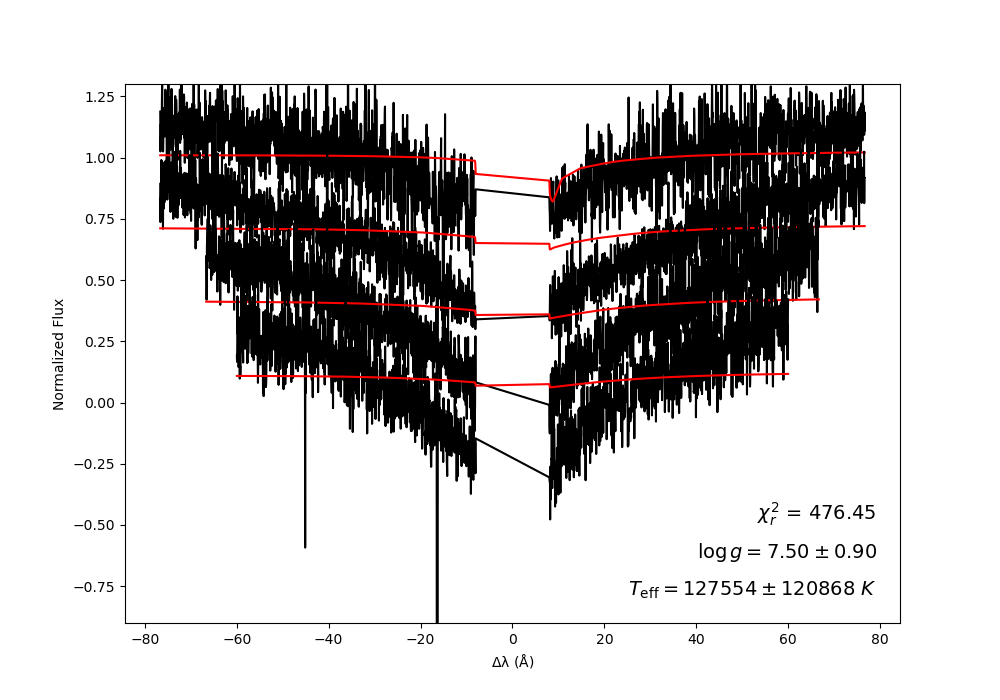 1.25
1.00
0.75
0.50
0.25
0.00
−0.25
−0.50
−0.75
Normalized Flux
χ²ᵣ = 476.45
log g = 7.50 ± 0.90
T_eff = 127554 ± 120868 K
−80 −60 −40 −20 0 20 40 60 80
Δλ (Å)